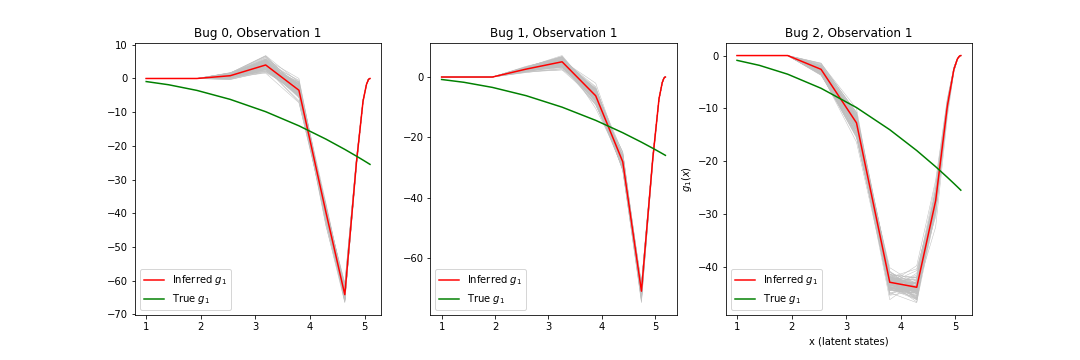 Bug 0, Observation 1
10
0
−10
−20
−30
−40
−50
−60
−70
1 2 3 4 5
Inferred g₁
True g₁
Bug 1, Observation 1
0
−20
−40
−60
1 2 3 4 5
Inferred g₁
True g₁
Bug 2, Observation 1
g₁(x)
0
−10
−20
−30
−40
1 2 3 4 5
x (latent states)
Inferred g₁
True g₁